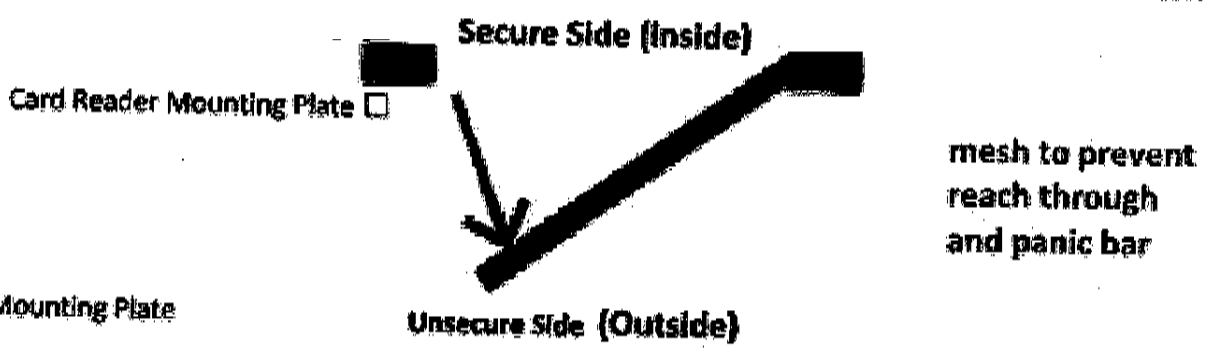 Secure Side (Inside)
Card Reader Mounting Plate
mesh to prevent
reach through
and panic bar
Mounting Plate
Unsecure Side (Outside)